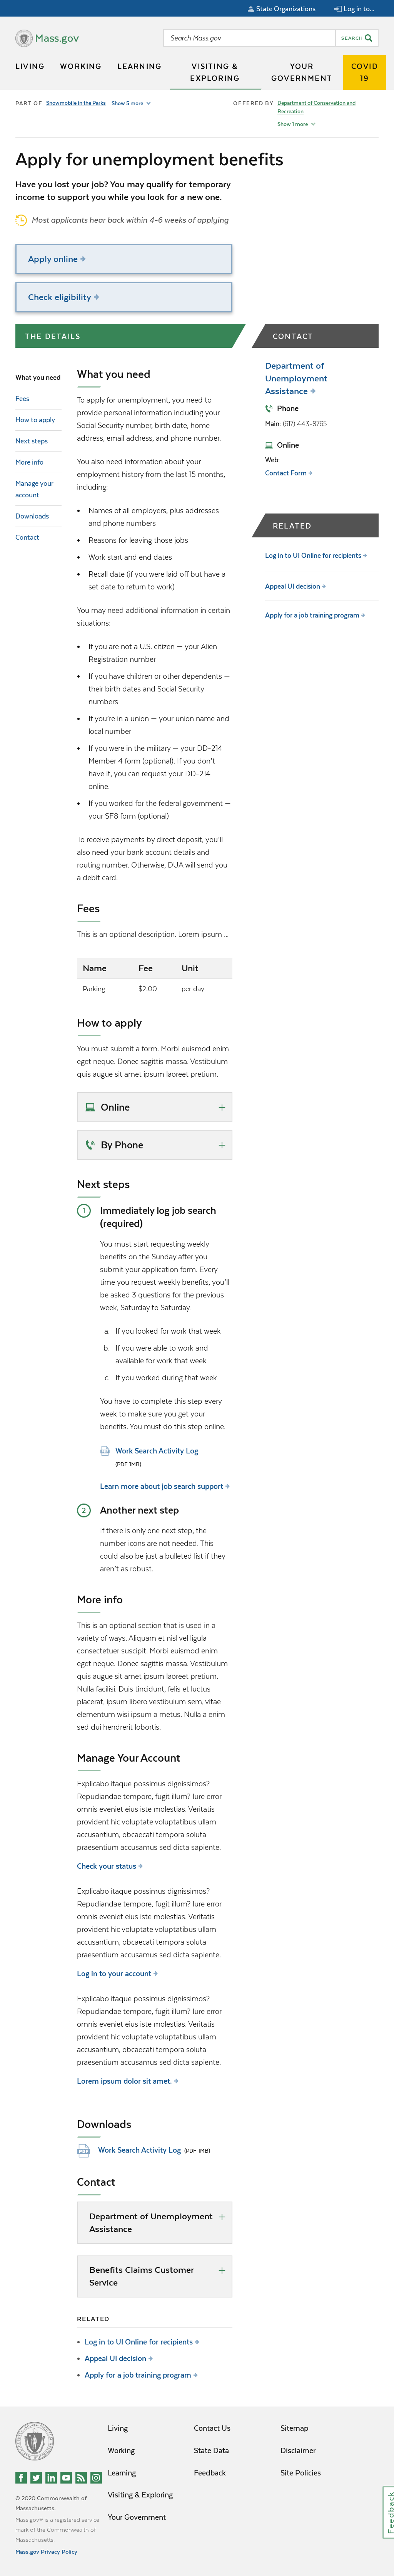 State Organizations
Log in to...
Mass.gov
Search Mass.gov
SEARCH
LIVING
WORKING
LEARNING
VISITING &
EXPLORING
YOUR
GOVERNMENT
COVID
19
PART OF Snowmobile in the Parks Show 5 more
OFFERED BY Department of Conservation and
Recreation
Show 1 more
Apply for unemployment benefits
Have you lost your job? You may qualify for temporary
income to support you while you look for a new one.
Most applicants hear back within 4-6 weeks of applying
Apply online
Check eligibility
THE DETAILS
What you need
Fees
How to apply
Next steps
More info
Manage your
account
Downloads
Contact
What you need
To apply for unemployment, you need to
provide personal information including your
Social Security number, birth date, home
address, email address, and phone number.
You also need information about your
employment history from the last 15 months,
including:
• Names of all employers, plus addresses
and phone numbers
• Reasons for leaving those jobs
• Work start and end dates
• Recall date (if you were laid off but have a
set date to return to work)
You may need additional information in certain
situations:
• If you are not a U.S. citizen — your Alien
Registration number
• If you have children or other dependents —
their birth dates and Social Security
numbers
• If you're in a union — your union name and
local number
• If you were in the military — your DD-214
Member 4 form (optional). If you don't
have it, you can request your DD-214
online.
• If you worked for the federal government —
your SF8 form (optional)
To receive payments by direct deposit, you'll
also need your bank account details and
routing number. Otherwise, DUA will send you
a debit card.
Fees
This is an optional description. Lorem ipsum ...
Name Fee Unit
Parking $2.00 per day
How to apply
You must submit a form. Morbi euismod enim
eget neque. Donec sagittis massa. Vestibulum
quis augue sit amet ipsum laoreet pretium.
Online
By Phone
Next steps
1 Immediately log job search
(required)
You must start requesting weekly
benefits on the Sunday after you
submit your application form. Every
time you request weekly benefits, you'll
be asked 3 questions for the previous
week, Saturday to Saturday:
a. If you looked for work that week
b. If you were able to work and
available for work that week
c. If you worked during that week
You have to complete this step every
week to make sure you get your
benefits. You must do this step online.
Work Search Activity Log
(PDF 1MB)
Learn more about job search support
2 Another next step
If there is only one next step, the
number icons are not needed. This
could also be just a bulleted list if they
aren't as robust.
More info
This is an optional section that is used in a
variety of ways. Aliquam et nisl vel ligula
consectetuer suscipit. Morbi euismod enim
eget neque. Donec sagittis massa. Vestibulum
quis augue sit amet ipsum laoreet pretium.
Nulla facilisi. Duis tincidunt, felis et luctus
placerat, ipsum libero vestibulum sem, vitae
elementum wisi ipsum a metus. Nulla a enim
sed dui hendrerit lobortis.
Manage Your Account
Explicabo itaque possimus dignissimos?
Repudiandae tempore, fugit illum? Iure error
omnis eveniet eius iste molestias. Veritatis
provident hic voluptate voluptatibus ullam
accusantium, obcaecati tempora soluta
praesentium accusamus sed dicta sapiente.
Check your status
Explicabo itaque possimus dignissimos?
Repudiandae tempore, fugit illum? Iure error
omnis eveniet eius iste molestias. Veritatis
provident hic voluptate voluptatibus ullam
accusantium, obcaecati tempora soluta
praesentium accusamus sed dicta sapiente.
Log in to your account
Explicabo itaque possimus dignissimos?
Repudiandae tempore, fugit illum? Iure error
omnis eveniet eius iste molestias. Veritatis
provident hic voluptate voluptatibus ullam
accusantium, obcaecati tempora soluta
praesentium accusamus sed dicta sapiente.
Lorem ipsum dolor sit amet.
Downloads
Work Search Activity Log (PDF 1MB)
Contact
Department of Unemployment
Assistance
Benefits Claims Customer
Service
RELATED
• Log in to UI Online for recipients
• Appeal UI decision
• Apply for a job training program
CONTACT
Department of
Unemployment
Assistance
Phone
Main: (617) 443-8765
Online
Web:
Contact Form
RELATED
Log in to UI Online for recipients
Appeal UI decision
Apply for a job training program
Living
Working
Learning
Visiting & Exploring
Your Government
Contact Us
State Data
Feedback
Sitemap
Disclaimer
Site Policies
© 2020 Commonwealth of
Massachusetts.
Mass.gov® is a registered service
mark of the Commonwealth of
Massachusetts.
Mass.gov Privacy Policy
Feedback